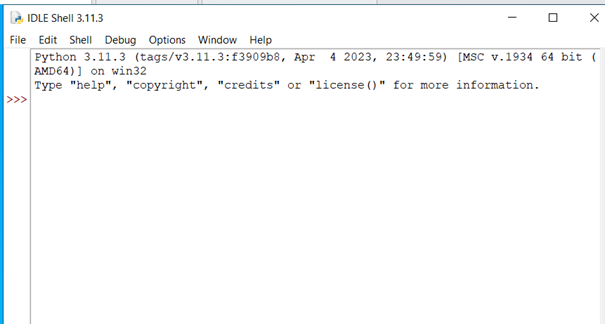 IDLE Shell 3.11.3
File Edit Shell Debug Options Window Help
Python 3.11.3 (tags/v3.11.3:f3909b8, Apr  4 2023, 23:49:59) [MSC v.1934 64 bit (
AMD64)] on win32
Type "help", "copyright", "credits" or "license()" for more information.
>>>